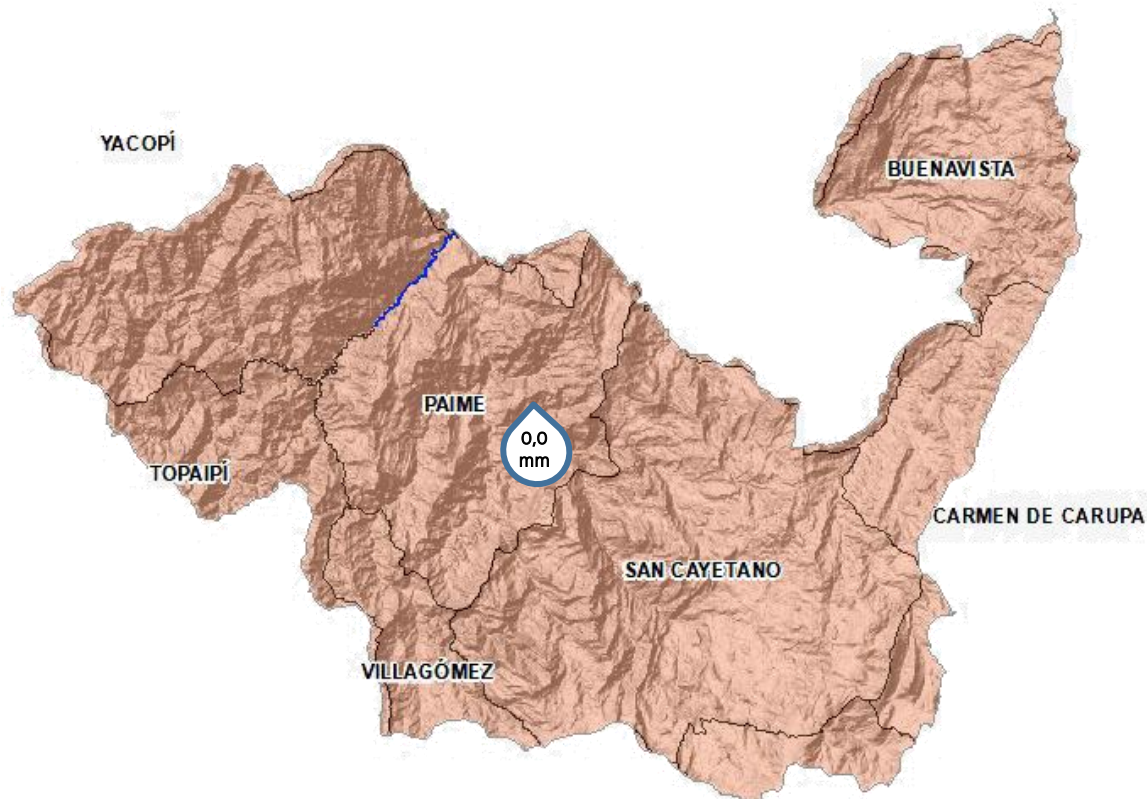 YACOPÍ
BUENAVISTA
PAIME
0,0
mm
TOPAIPÍ
CARMEN DE CARUPA
SAN CAYETANO
VILLAGÓMEZ